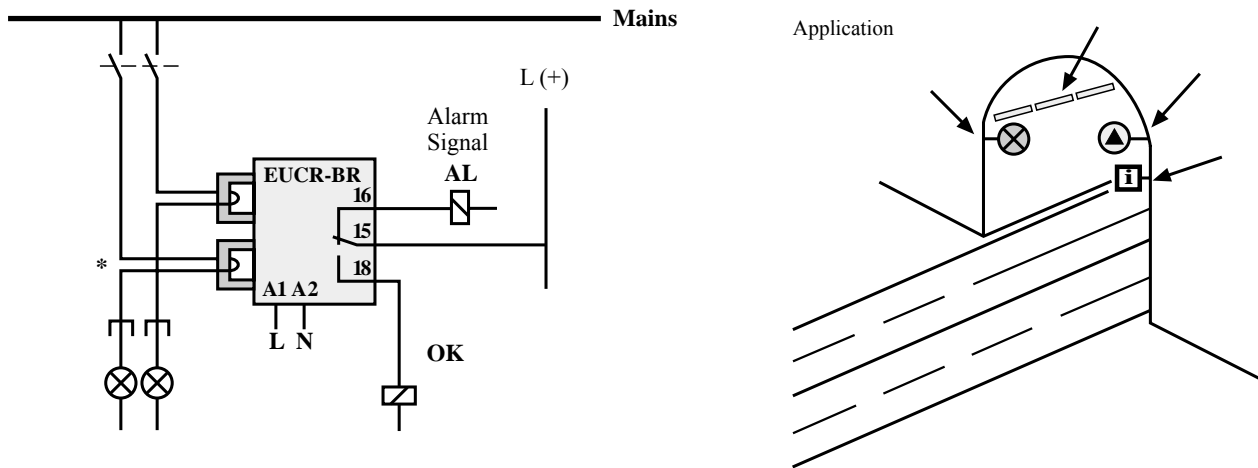 Mains
Application
L (+)
Alarm
Signal
AL
EUCR-BR
16
15
18
*
A1 A2
L N
OK
i